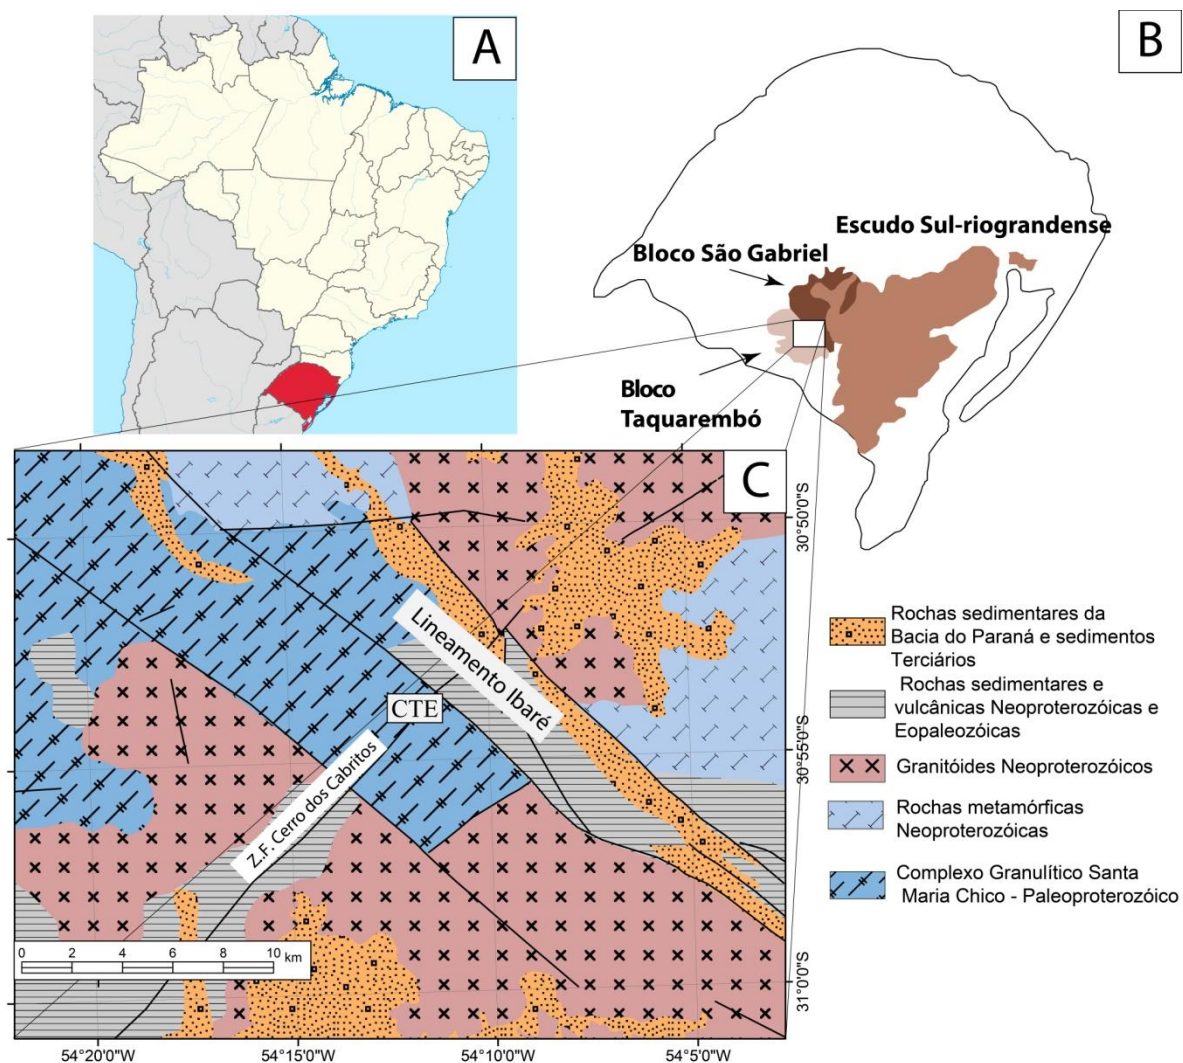 A
B
Escudo Sul-riograndense
Bloco São Gabriel
Bloco
Taquarembó
C
30°50'0"S
Lineamento Ibaré
CTE
30°55'0"S
Z.F. Cerro dos Cabritos
0 2 4 6 8 10
km
31°0'0"S
54°20'0"W 54°15'0"W 54°10'0"W 54°5'0"W
Rochas sedimentares da
Bacia do Paraná e sedimentos
Terciários
Rochas sedimentares e
vulcânicas Neoproterozóicas e
Eopaleozóicas
Granitóides Neoproterozóicos
Rochas metamórficas
Neoproterozóicas
Complexo Granulítico Santa
Maria Chico - Paleoproterozóico